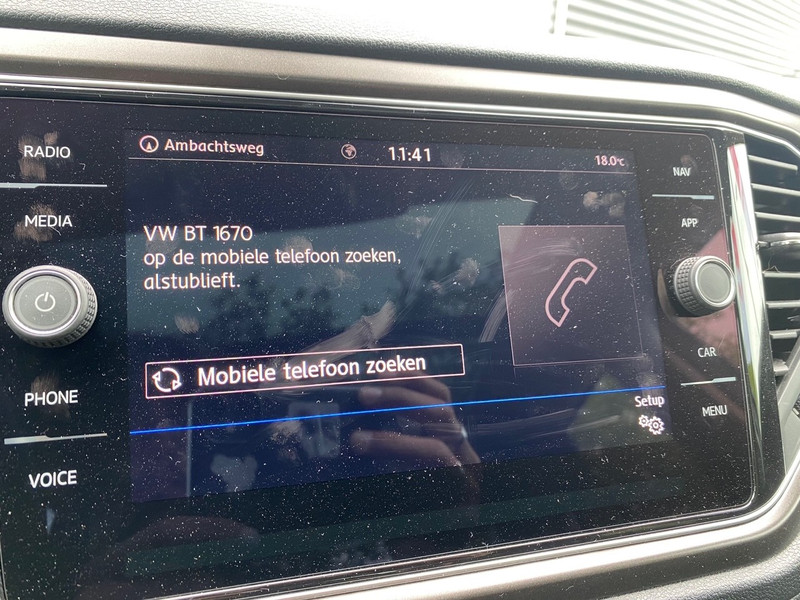 RADIO
MEDIA
PHONE
VOICE
Ambachtsweg
11:41
18.0°C
VW BT 1670
op de mobiele telefoon zoeken,
alstublieft.
Mobiele telefoon zoeken
Setup
NAV
APP
CAR
MENU